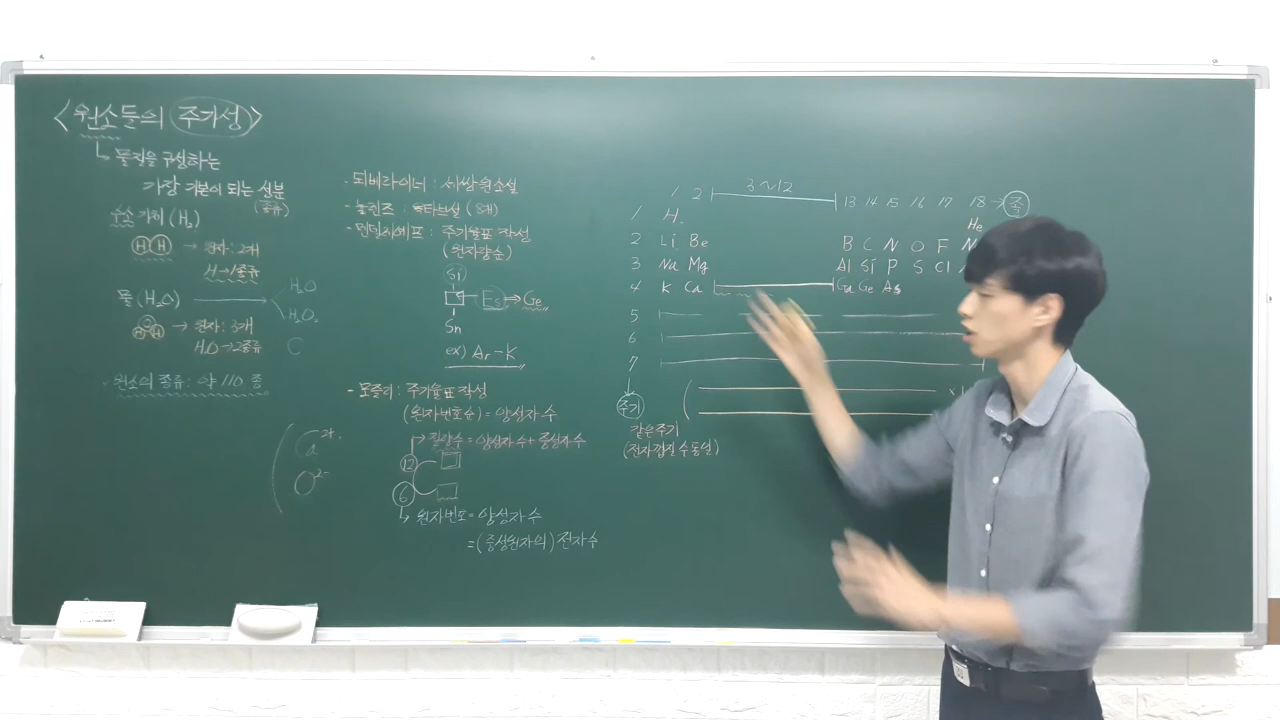 <원소들의 주기성>
물질을 구성하는
가장 기본이 되는 성분
(종류)
수소 기체 (H₂)
H H → 원자: 2개
H → 1종류
물 (H₂O)
H₂O
H₂O₂
C
H O H → 원자: 3개
H₂O → 2종류
· 원소의 종류: 약 110 종
Ca²⁺
O²⁻
· 되베라이너 : 세쌍원소설
· 뉴랜즈 : 옥타브설 (8개)
· 멘델레예프 : 주기율표 작성
(원자량순)
Si
□ Es → Ge
Sn
ex) Ar - K
· 모즐리 : 주기율표 작성
(원자번호순) = 양성자수
12 → 질량수 = 양성자수 + 중성자수
6
↳ 원자번호 = 양성자수
= (중성원자의) 전자수
1 2 3~12 13 14 15 16 17 18 → 족
1 H He
2 Li Be B C N O F
3 Na Mg Al Si P S Cl
4 K Ca Ga Ge As
5
6
7
주기
같은주기
(전자껍질 수 동일)